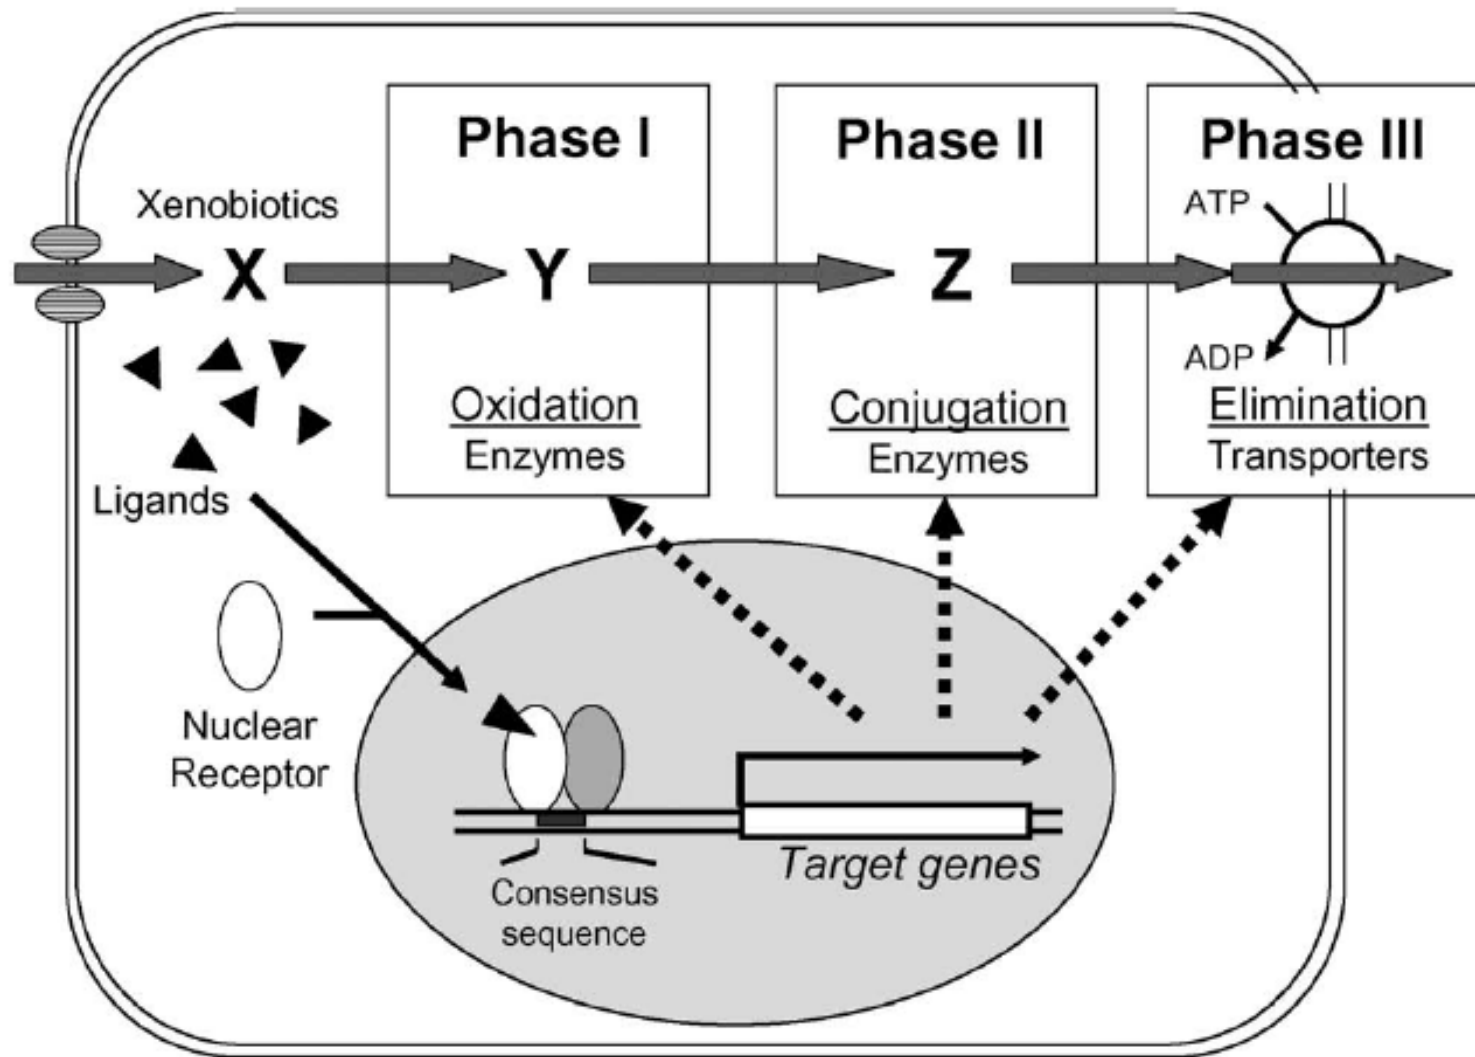 Phase I
Phase II
Phase III
Xenobiotics
ATP
X
Y
Z
ADP
Oxidation
Enzymes
Conjugation
Enzymes
Elimination
Transporters
Ligands
Nuclear
Receptor
Target genes
Consensus
sequence